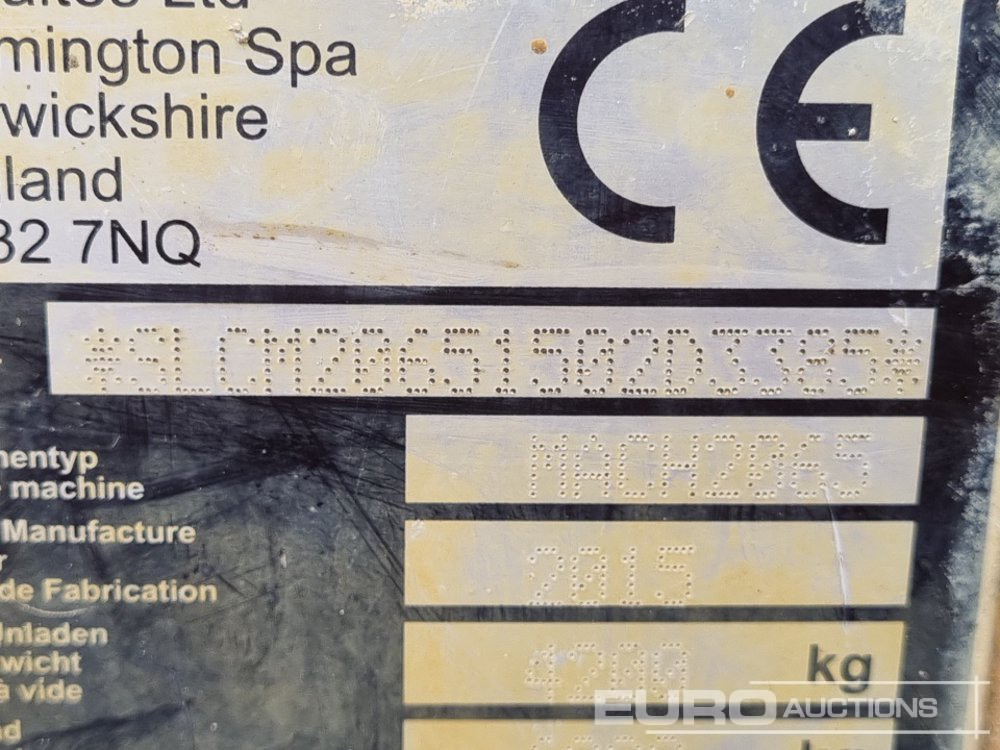 mington Spa
wickshire
land
32 7NQ
CE
*SLCM20651502D3385*
MACH2065
nentyp
machine
Manufacture
2015
de Fabrication
Unladen
wicht
à vide
4200 kg
EURO AUCTIONS